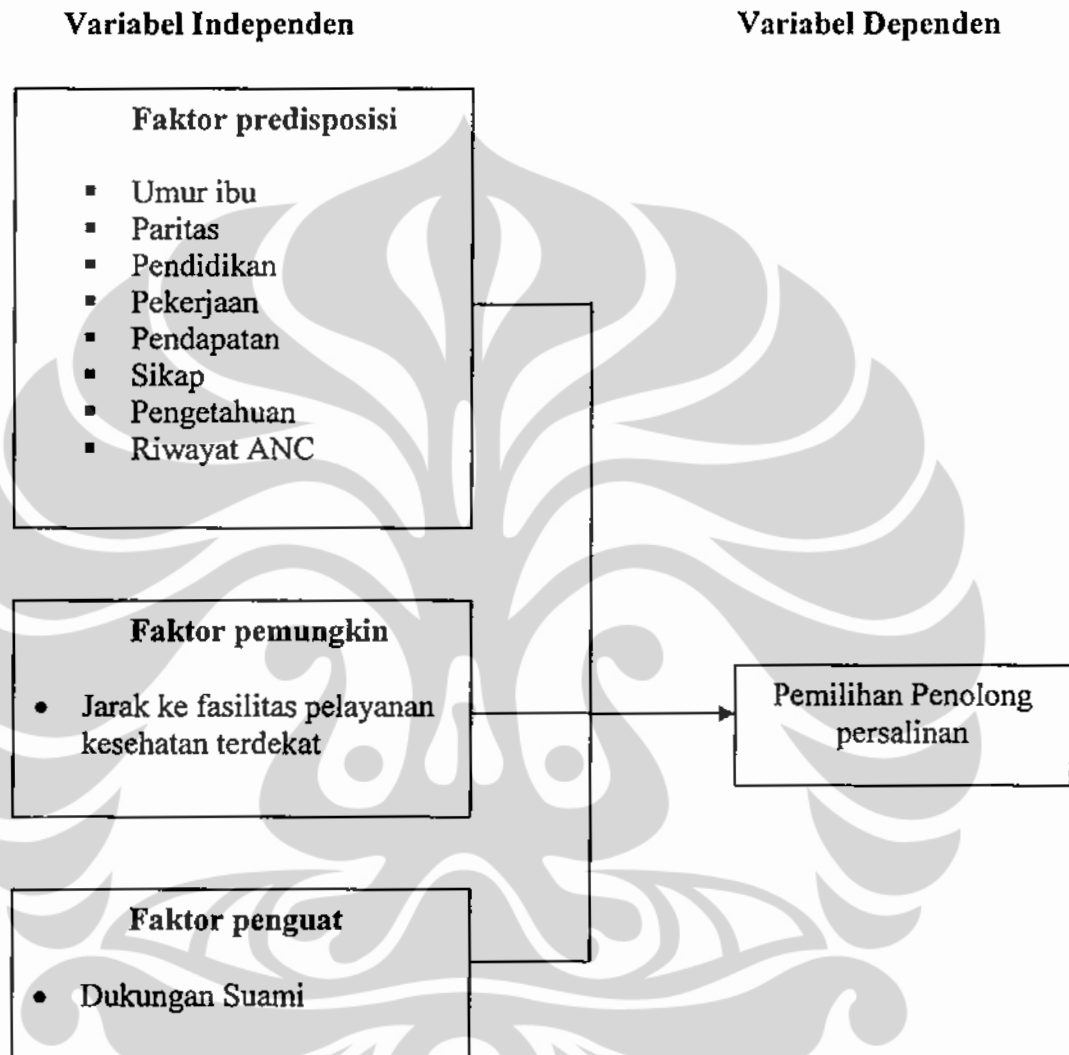 Variabel Independen
Variabel Dependen
Faktor predisposisi
▪ Umur ibu
▪ Paritas
▪ Pendidikan
▪ Pekerjaan
▪ Pendapatan
▪ Sikap
▪ Pengetahuan
▪ Riwayat ANC
Faktor pemungkin
• Jarak ke fasilitas pelayanan
kesehatan terdekat
Pemilihan Penolong
persalinan
Faktor penguat
• Dukungan Suami